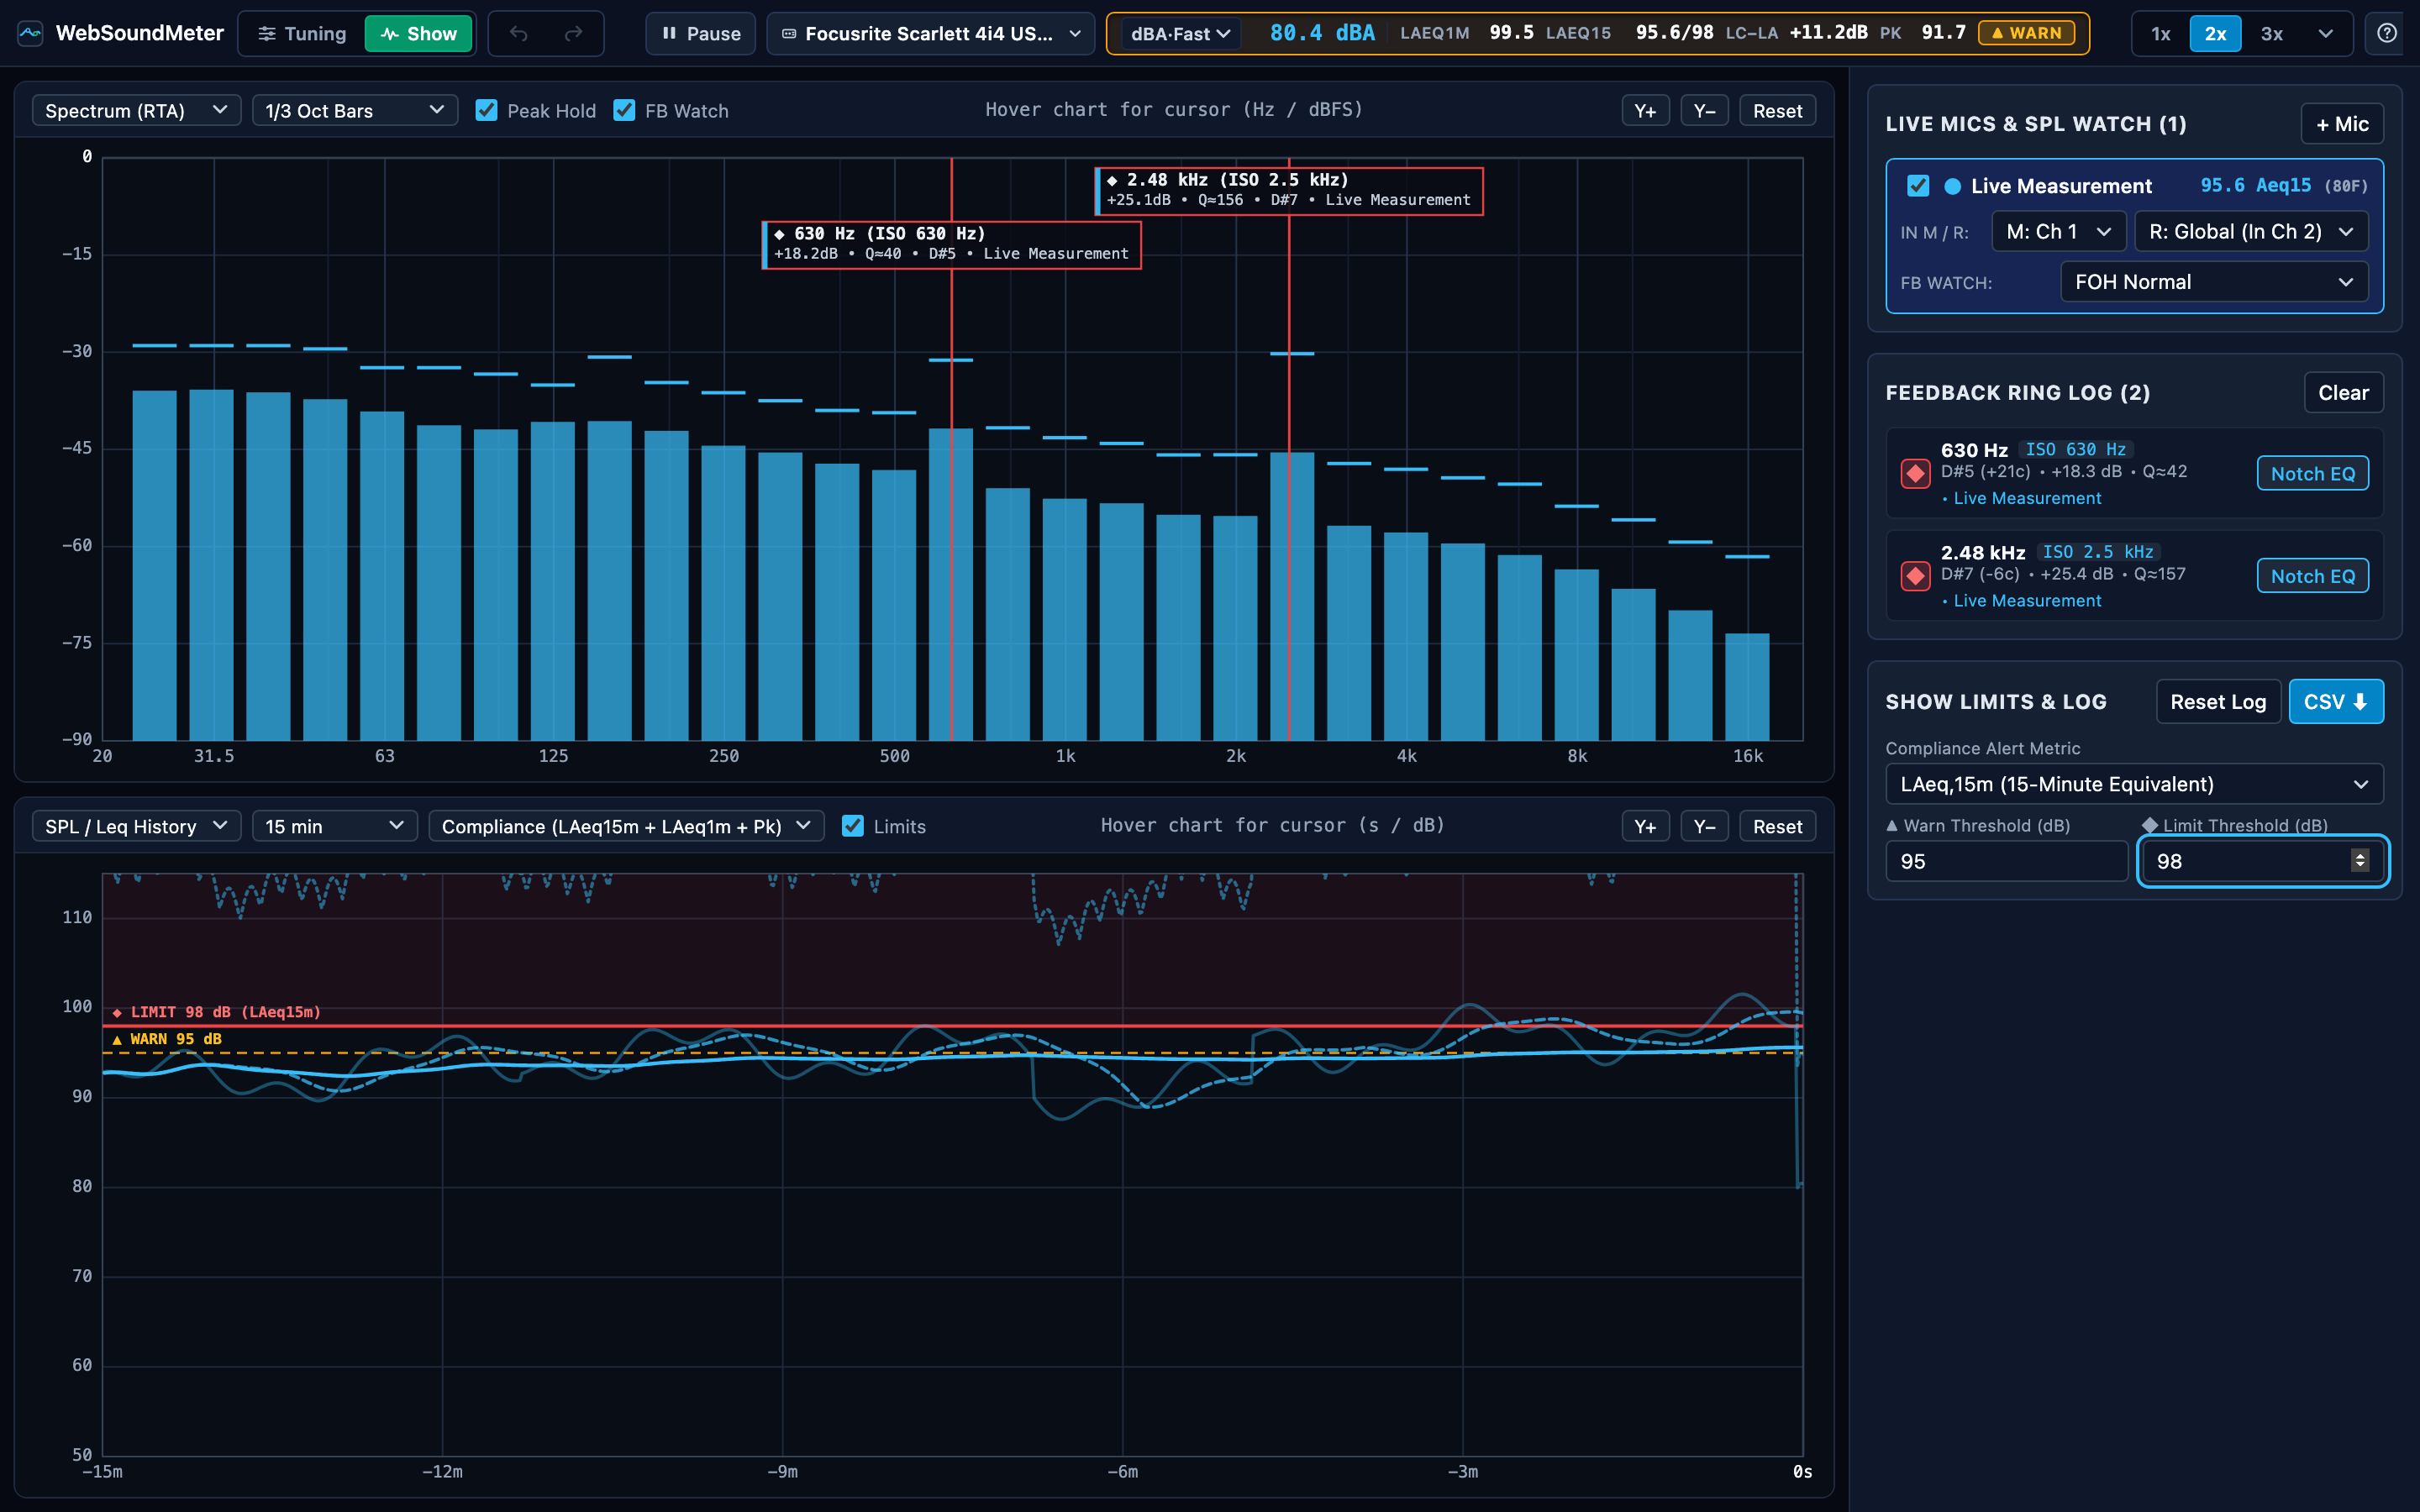 WebSoundMeter
Tuning
Show
Pause
Focusrite Scarlett 4i4 US...
dBA·Fast
80.4 dBA
LAEQ1M 99.5
LAEQ15 95.6/98
LC−LA +11.2dB
PK 91.7
▲ WARN
1x
2x
3x
Spectrum (RTA)
1/3 Oct Bars
Peak Hold
FB Watch
Hover chart for cursor (Hz / dBFS)
Y+
Y−
Reset
0
−15
−30
−45
−60
−75
−90
◆ 2.48 kHz (ISO 2.5 kHz)
+25.1dB • Q≈156 • D#7 • Live Measurement
◆ 630 Hz (ISO 630 Hz)
+18.2dB • Q≈40 • D#5 • Live Measurement
20 31.5 63 125 250 500 1k 2k 4k 8k 16k
SPL / Leq History
15 min
Compliance (LAeq15m + LAeq1m + Pk)
Limits
Hover chart for cursor (s / dB)
Y+
Y−
Reset
110
100
90
80
70
60
50
◆ LIMIT 98 dB (LAeq15m)
▲ WARN 95 dB
−15m −12m −9m −6m −3m 0s
LIVE MICS & SPL WATCH (1)
+ Mic
Live Measurement
95.6 Aeq15 (80F)
IN M / R:
M: Ch 1
R: Global (In Ch 2)
FB WATCH:
FOH Normal
FEEDBACK RING LOG (2)
Clear
630 Hz ISO 630 Hz
D#5 (+21c) • +18.3 dB • Q≈42
• Live Measurement
Notch EQ
2.48 kHz ISO 2.5 kHz
D#7 (-6c) • +25.4 dB • Q≈157
• Live Measurement
Notch EQ
SHOW LIMITS & LOG
Reset Log
CSV ⬇
Compliance Alert Metric
LAeq,15m (15-Minute Equivalent)
▲ Warn Threshold (dB)
◆ Limit Threshold (dB)
95
98